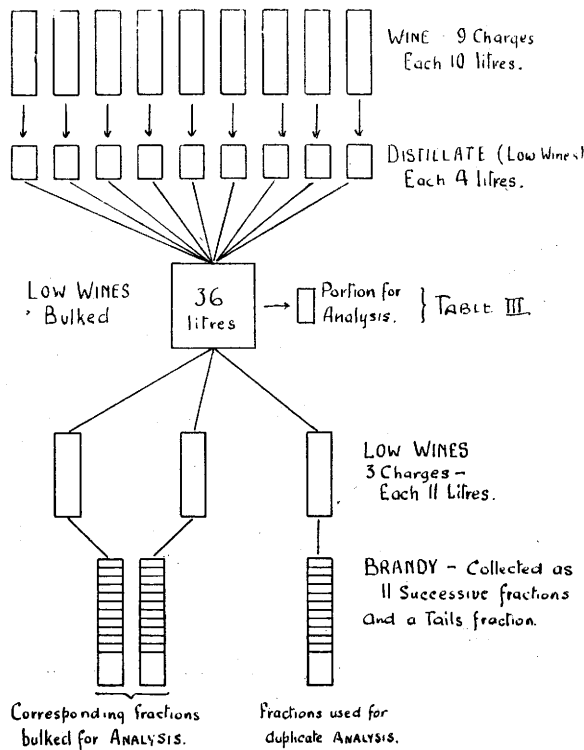 WINE - 9 Charges
Each 10 litres.
DISTILLATE (Low Wines)
Each 4 litres.
LOW WINES
Bulked
36
litres
Portion for
Analysis.
TABLE III
LOW WINES
3 Charges -
Each 11 Litres.
BRANDY - Collected as
11 Successive fractions
and a Tails fraction.
Corresponding fractions
bulked for ANALYSIS.
Fractions used for
duplicate ANALYSIS.